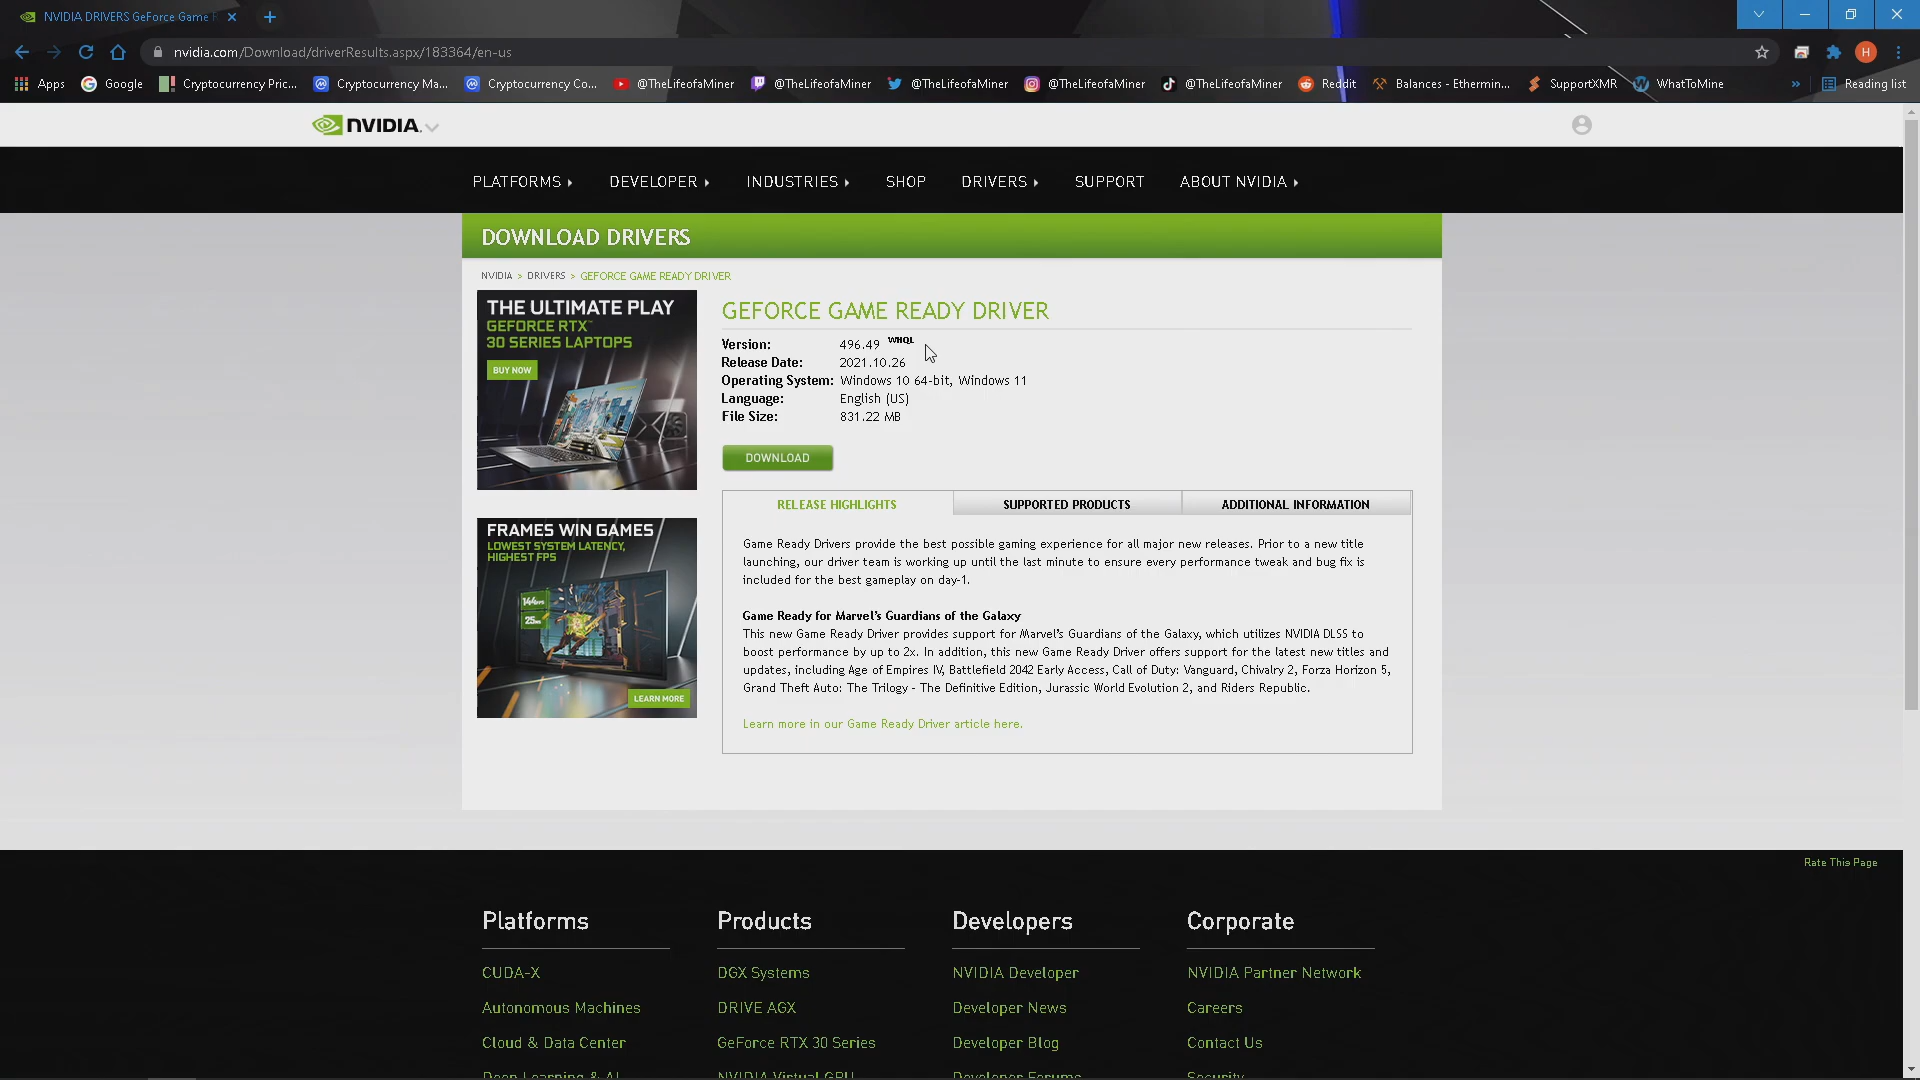 NVIDIA DRIVERS GeForce Game
nvidia.com/Download/driverResults.aspx/183364/en-us
H
Apps
Google
Cryptocurrency Pric...
Cryptocurrency Ma...
Cryptocurrency Co...
@TheLifeofaMiner
@TheLifeofaMiner
@TheLifeofaMiner
@TheLifeofaMiner
@TheLifeofaMiner
Reddit
Balances - Ethermin...
SupportXMR
WhatToMine
»
Reading list
NVIDIA.
PLATFORMS
DEVELOPER
INDUSTRIES
SHOP
DRIVERS
SUPPORT
ABOUT NVIDIA
DOWNLOAD DRIVERS
NVIDIA > DRIVERS > GEFORCE GAME READY DRIVER
THE ULTIMATE PLAY
GEFORCE RTX™
30 SERIES LAPTOPS
BUY NOW
GEFORCE GAME READY DRIVER
Version: 496.49 WHQL
Release Date: 2021.10.26
Operating System: Windows 10 64-bit, Windows 11
Language: English (US)
File Size: 831.22 MB
DOWNLOAD
FRAMES WIN GAMES
LOWEST SYSTEM LATENCY,
HIGHEST FPS
LEARN MORE
RELEASE HIGHLIGHTS
SUPPORTED PRODUCTS
ADDITIONAL INFORMATION
Game Ready Drivers provide the best possible gaming experience for all major new releases. Prior to a new title
launching, our driver team is working up until the last minute to ensure every performance tweak and bug fix is
included for the best gameplay on day-1.
Game Ready for Marvel's Guardians of the Galaxy
This new Game Ready Driver provides support for Marvel's Guardians of the Galaxy, which utilizes NVIDIA DLSS to
boost performance by up to 2x. In addition, this new Game Ready Driver offers support for the latest new titles and
updates, including Age of Empires IV, Battlefield 2042 Early Access, Call of Duty: Vanguard, Chivalry 2, Forza Horizon 5,
Grand Theft Auto: The Trilogy - The Definitive Edition, Jurassic World Evolution 2, and Riders Republic.
Learn more in our Game Ready Driver article here.
Rate This Page
Platforms
Products
Developers
Corporate
CUDA-X
DGX Systems
NVIDIA Developer
NVIDIA Partner Network
Autonomous Machines
DRIVE AGX
Developer News
Careers
Cloud & Data Center
GeForce RTX 30 Series
Developer Blog
Contact Us
Deep Learning & AI
NVIDIA Virtual GPU
Developer Forums
Security